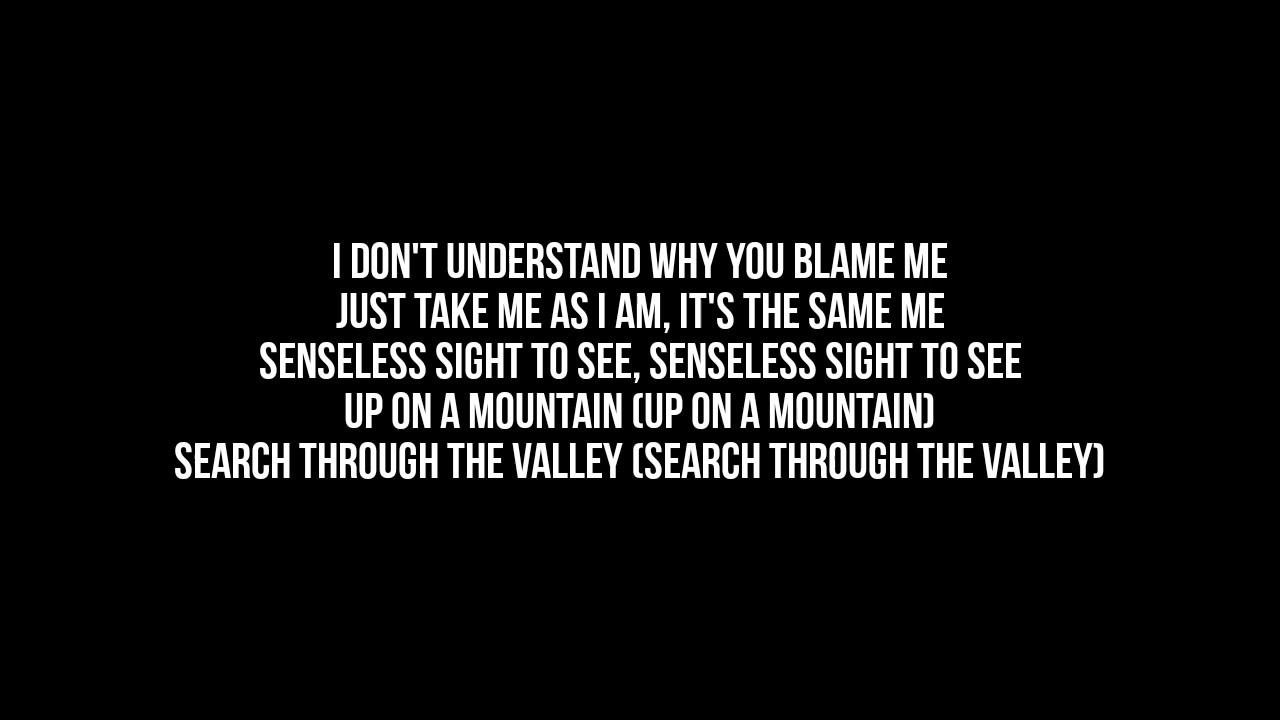 I DON'T UNDERSTAND WHY YOU BLAME ME
JUST TAKE ME AS I AM, IT'S THE SAME ME
SENSELESS SIGHT TO SEE, SENSELESS SIGHT TO SEE
UP ON A MOUNTAIN (UP ON A MOUNTAIN)
SEARCH THROUGH THE VALLEY (SEARCH THROUGH THE VALLEY)